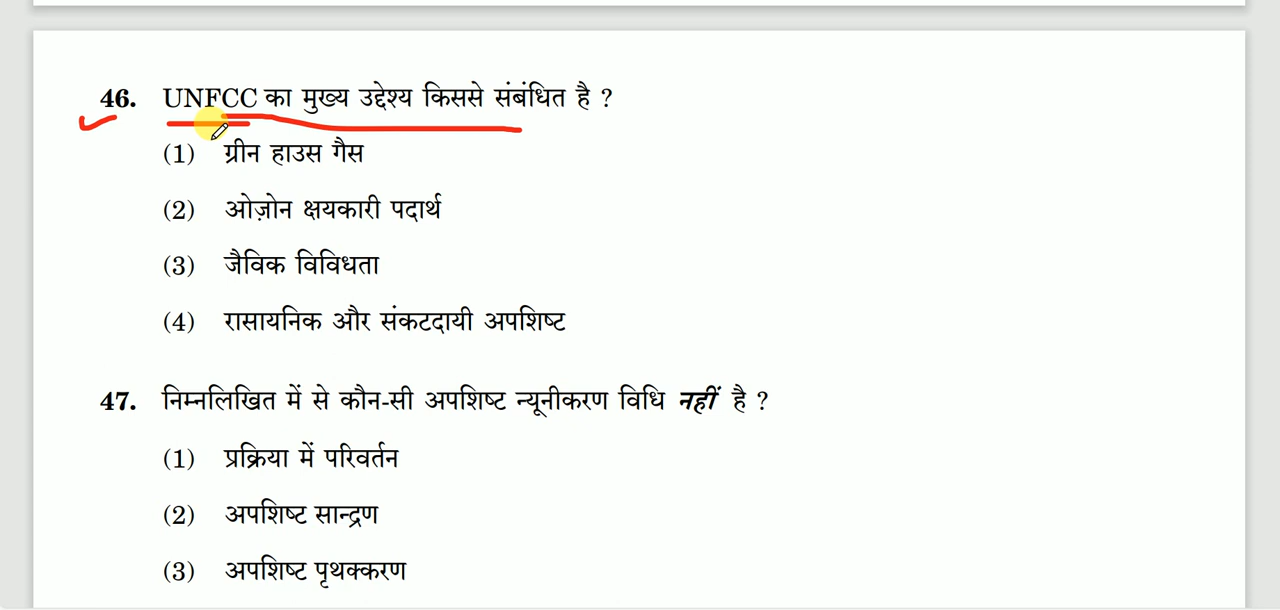 46. UNFCC का मुख्य उद्देश्य किससे संबंधित है ?
(1) ग्रीन हाउस गैस
(2) ओज़ोन क्षयकारी पदार्थ
(3) जैविक विविधता
(4) रासायनिक और संकटदायी अपशिष्ट
47. निम्नलिखित में से कौन-सी अपशिष्ट न्यूनीकरण विधि नहीं है ?
(1) प्रक्रिया में परिवर्तन
(2) अपशिष्ट सान्द्रण
(3) अपशिष्ट पृथक्करण